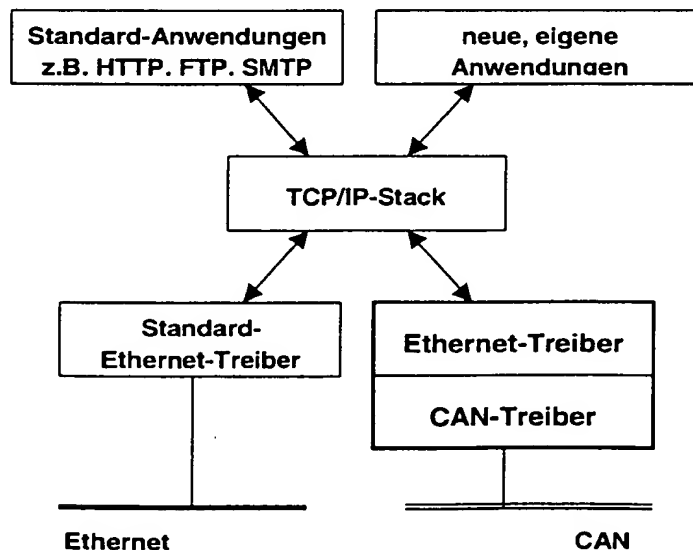 Standard-Anwendungen
z.B. HTTP. FTP. SMTP
neue, eigene
Anwendungen
TCP/IP-Stack
Standard-
Ethernet-Treiber
Ethernet-Treiber
CAN-Treiber
Ethernet
CAN